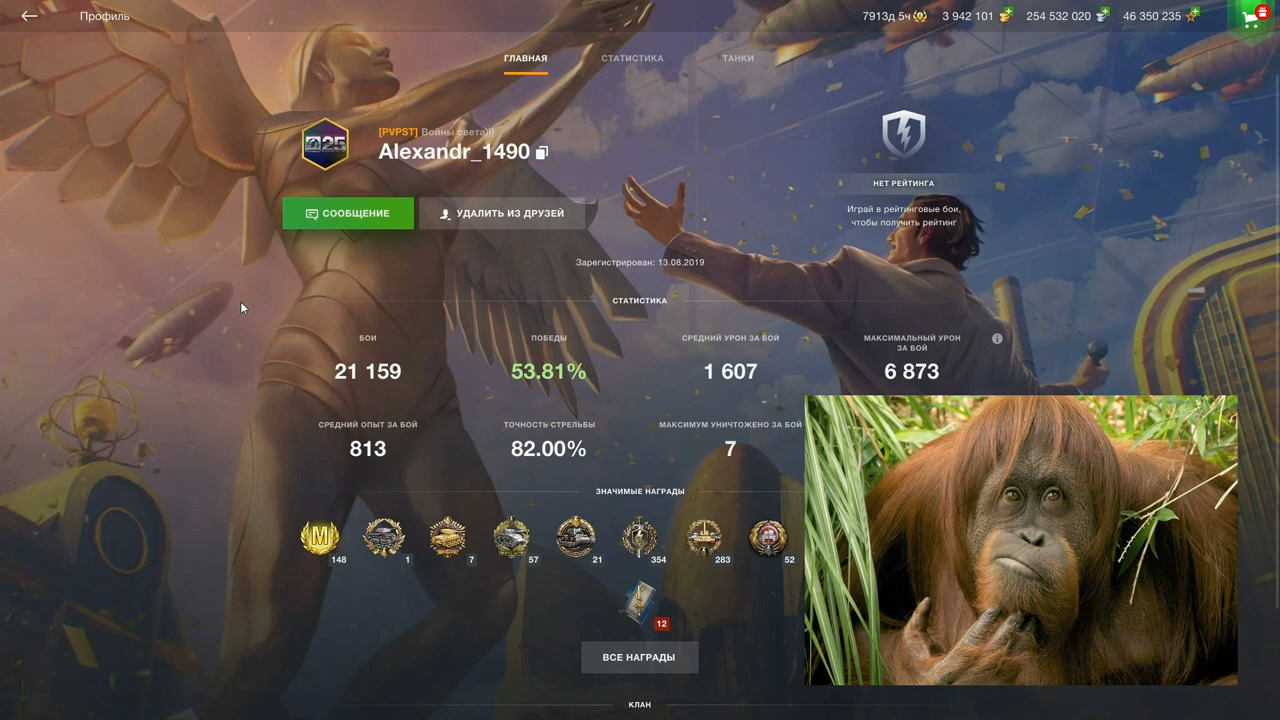 Профиль
7913д 5ч
3 942 101
254 532 020
46 350 235
ГЛАВНАЯ
СТАТИСТИКА
ТАНКИ
D25
[PVPST] Войны света)))
Alexandr_1490
СООБЩЕНИЕ
УДАЛИТЬ ИЗ ДРУЗЕЙ
НЕТ РЕЙТИНГА
Играй в рейтинговые бои,
чтобы получить рейтинг
Зарегистрирован: 13.08.2019
СТАТИСТИКА
БОИ
21 159
ПОБЕДЫ
53.81%
СРЕДНИЙ УРОН ЗА БОЙ
1 607
МАКСИМАЛЬНЫЙ УРОН
ЗА БОЙ
6 873
СРЕДНИЙ ОПЫТ ЗА БОЙ
813
ТОЧНОСТЬ СТРЕЛЬБЫ
82.00%
МАКСИМУМ УНИЧТОЖЕНО ЗА БОЙ
7
ЗНАЧИМЫЕ НАГРАДЫ
M
148
1
7
57
21
354
283
52
12
ВСЕ НАГРАДЫ
КЛАН